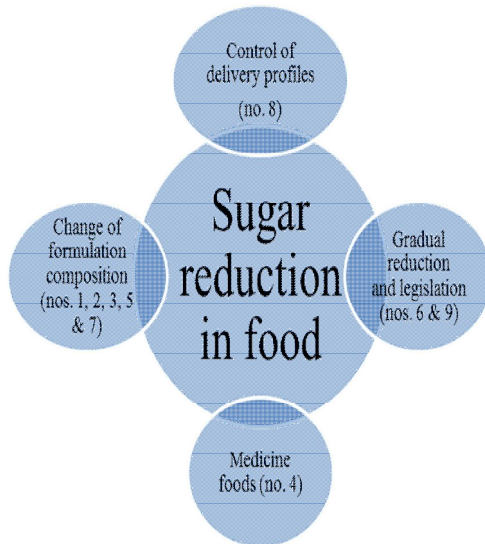 Control of
delivery profiles
(no. 8)
Change of
formulation
composition
(nos. 1, 2, 3, 5
& 7)
Sugar
reduction
in food
Gradual
reduction
and legislation
(nos. 6 & 9)
Medicine
foods (no. 4)